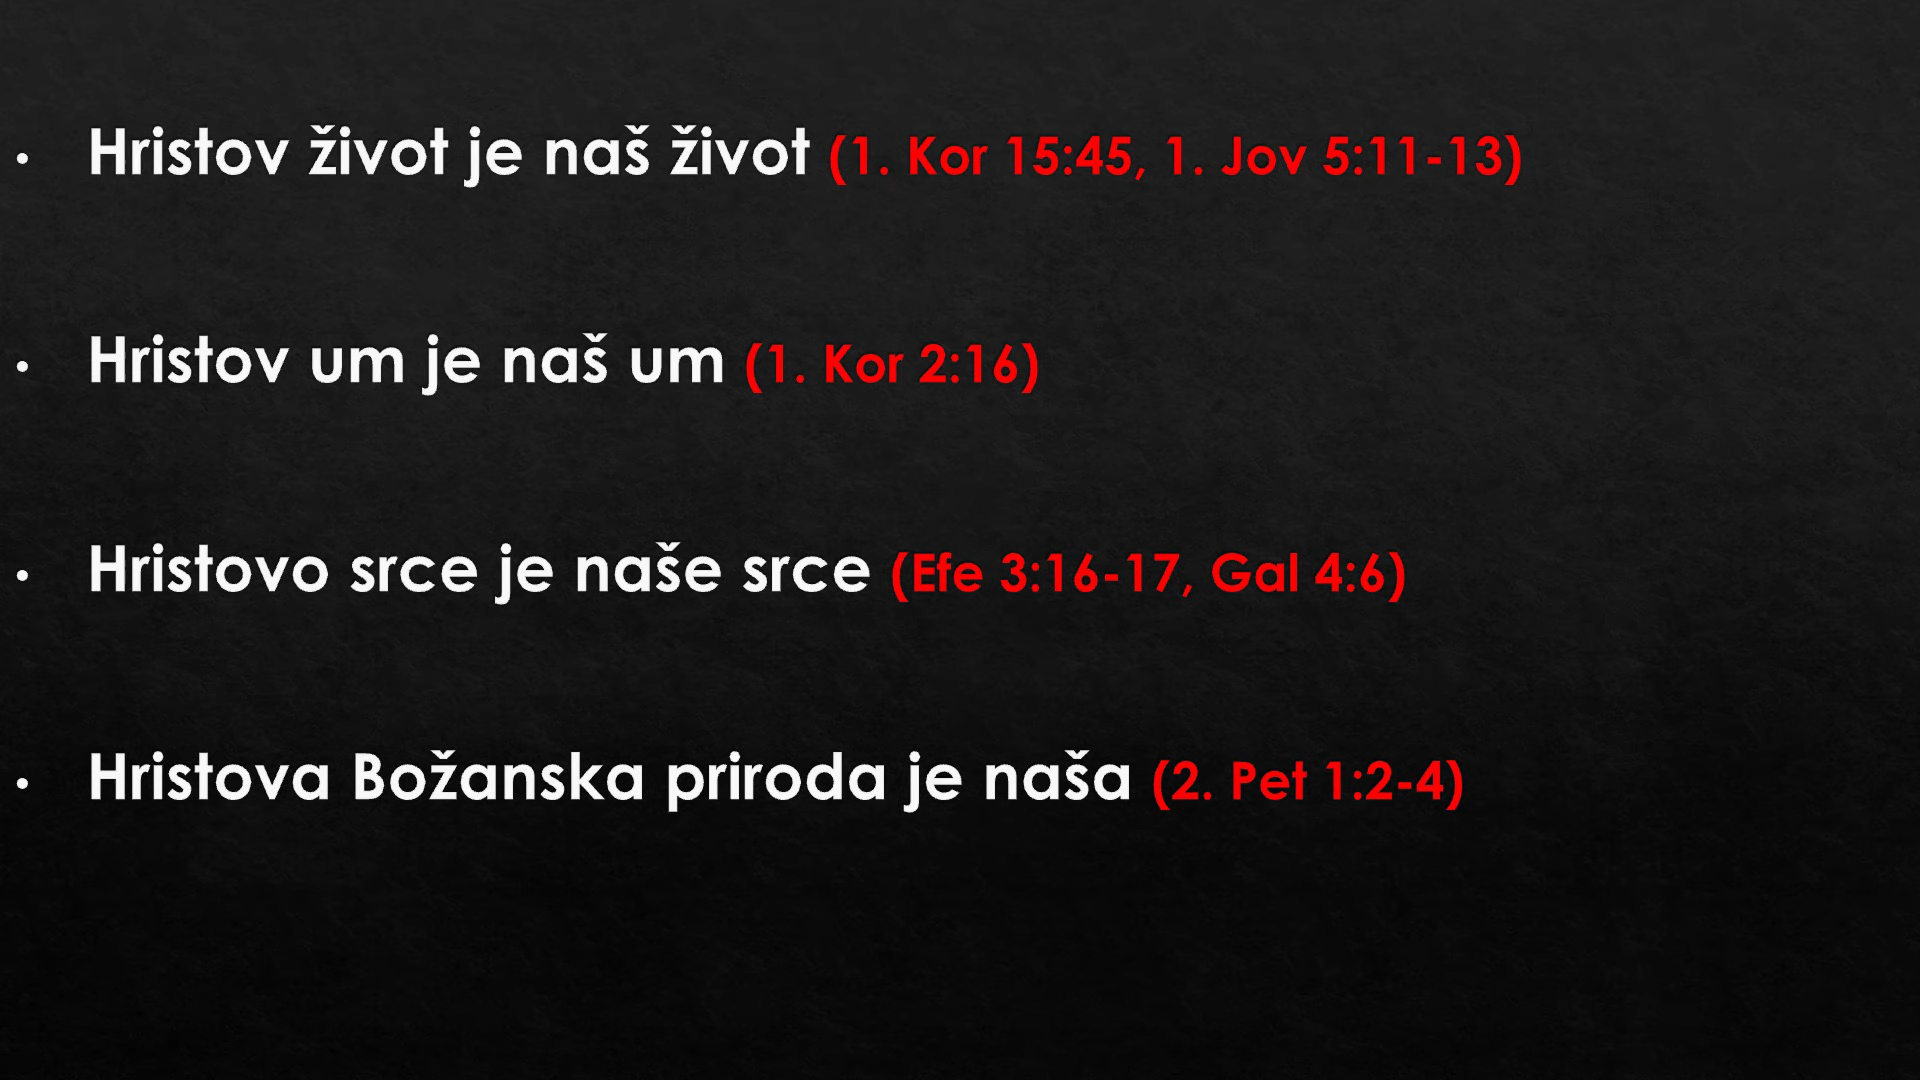 • Hristov život je naš život (1. Kor 15:45, 1. Jov 5:11-13)
• Hristov um je naš um (1. Kor 2:16)
• Hristovo srce je naše srce (Efe 3:16-17, Gal 4:6)
• Hristova Božanska priroda je naša (2. Pet 1:2-4)